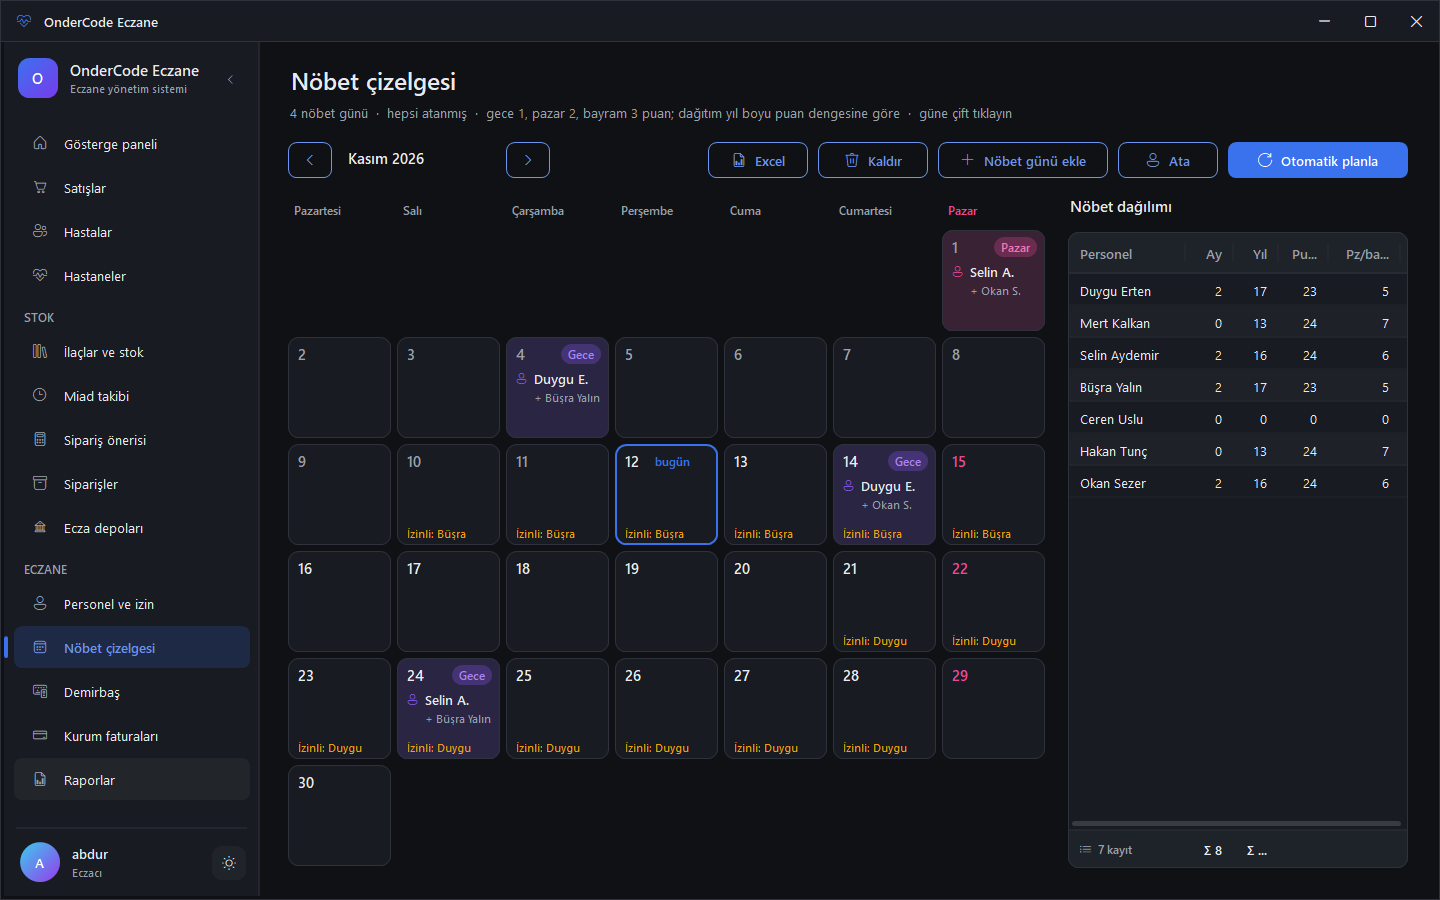 OnderCode Eczane
O
OnderCode Eczane
Eczane yönetim sistemi
Gösterge paneli
Satışlar
Hastalar
Hastaneler
STOK
İlaçlar ve stok
Miad takibi
Sipariş önerisi
Siparişler
Ecza depoları
ECZANE
Personel ve izin
Nöbet çizelgesi
Demirbaş
Kurum faturaları
Raporlar
A
abdur
Eczacı
Nöbet çizelgesi
4 nöbet günü · hepsi atanmış · gece 1, pazar 2, bayram 3 puan; dağıtım yıl boyu puan dengesine göre · güne çift tıklayın
Kasım 2026
Excel
Kaldır
Nöbet günü ekle
Ata
Otomatik planla
Pazartesi Salı Çarşamba Perşembe Cuma Cumartesi Pazar
1 Pazar
Selin A.
+ Okan S.
2 3 4 Gece 5 6 7 8
Duygu E.
+ Büşra Yalın
9 10 11 12 bugün 13 14 Gece 15
Duygu E.
+ Okan S.
İzinli: Büşra İzinli: Büşra İzinli: Büşra İzinli: Büşra İzinli: Büşra İzinli: Büşra
16 17 18 19 20 21 22
İzinli: Duygu İzinli: Duygu
23 24 Gece 25 26 27 28 29
Selin A.
+ Büşra Yalın
İzinli: Duygu İzinli: Duygu İzinli: Duygu İzinli: Duygu İzinli: Duygu İzinli: Duygu
30
Nöbet dağılımı
Personel Ay Yıl Pu... Pz/ba...
Duygu Erten 2 17 23 5
Mert Kalkan 0 13 24 7
Selin Aydemir 2 16 24 6
Büşra Yalın 2 17 23 5
Ceren Uslu 0 0 0 0
Hakan Tunç 0 13 24 7
Okan Sezer 2 16 24 6
7 kayıt Σ 8 Σ ...